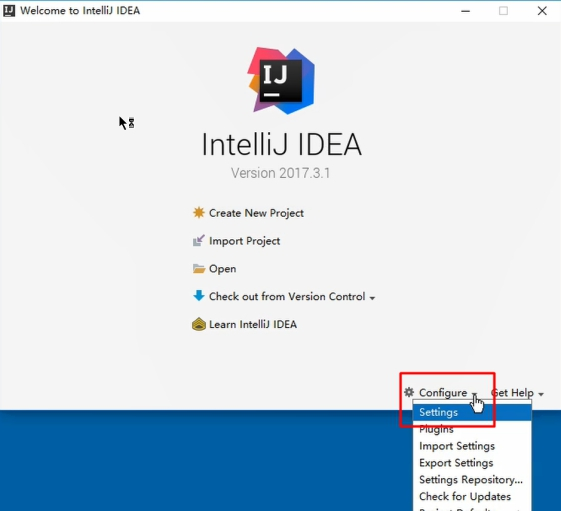 Welcome to IntelliJ IDEA
IJ
IntelliJ IDEA
Version 2017.3.1
Create New Project
Import Project
Open
Check out from Version Control
Learn IntelliJ IDEA
Configure
Get Help
Settings
Plugins
Import Settings
Export Settings
Settings Repository...
Check for Updates